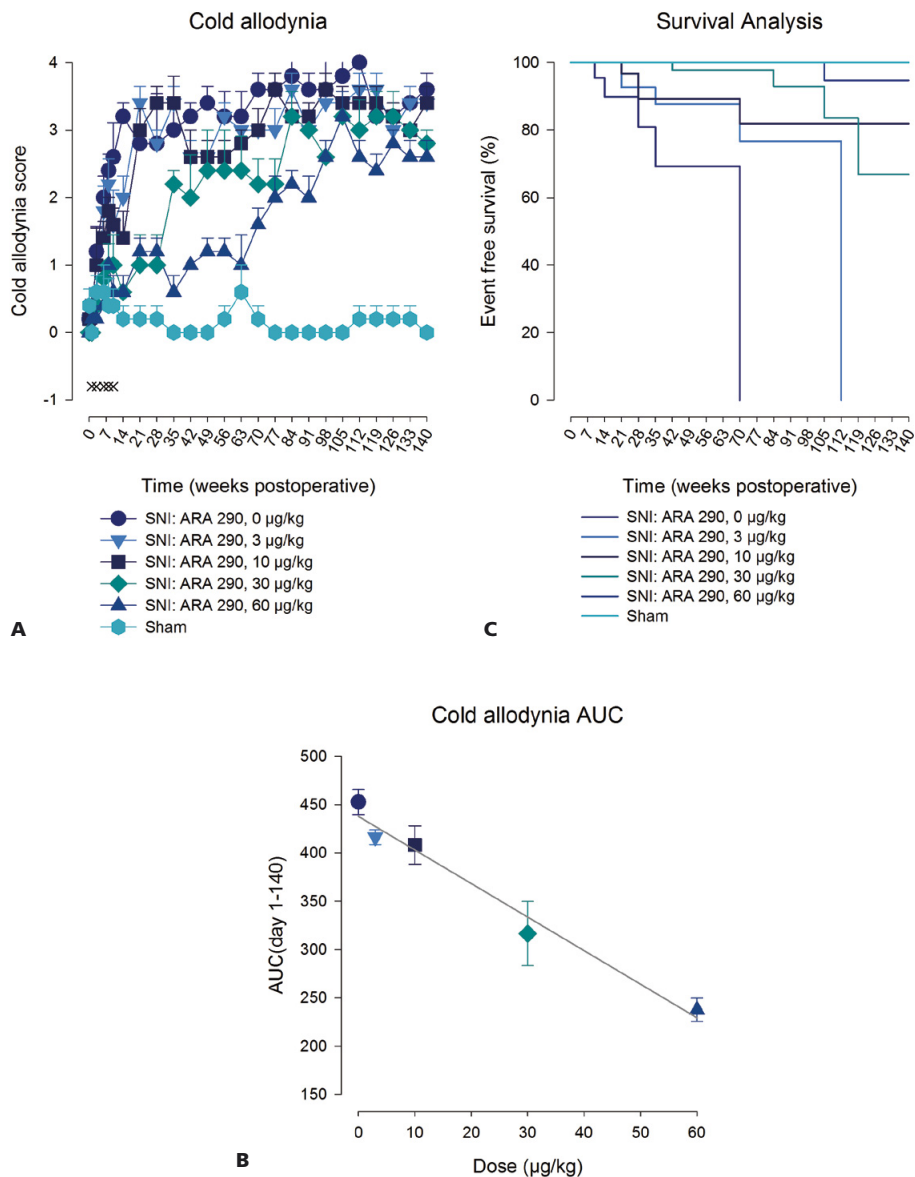 Cold allodynia
4
3
2
1
0
-1
Cold allodynia score
×××××
0 7 14 21 28 35 42 49 56 63 70 77 84 91 98 105 112 119 126 133 140
Time (weeks postoperative)
SNI: ARA 290, 0 µg/kg
SNI: ARA 290, 3 µg/kg
SNI: ARA 290, 10 µg/kg
SNI: ARA 290, 30 µg/kg
SNI: ARA 290, 60 µg/kg
Sham
A
Survival Analysis
100
80
60
40
20
0
Event free survival (%)
0 7 14 21 28 35 42 49 56 63 70 77 84 91 98 105 112 119 126 133 140
Time (weeks postoperative)
SNI: ARA 290, 0 µg/kg
SNI: ARA 290, 3 µg/kg
SNI: ARA 290, 10 µg/kg
SNI: ARA 290, 30 µg/kg
SNI: ARA 290, 60 µg/kg
Sham
C
Cold allodynia AUC
500
450
400
350
300
250
200
150
AUC(day 1-140)
0 10 20 30 40 50 60
Dose (µg/kg)
B